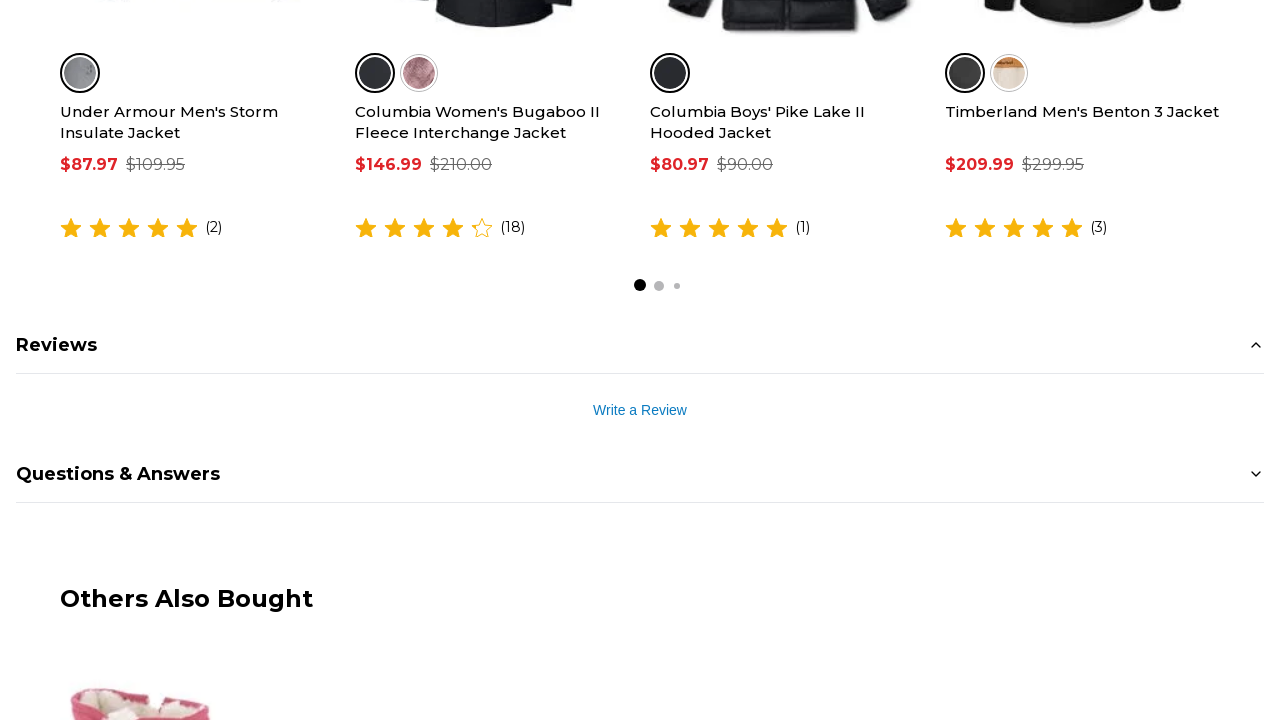 Under Armour Men's Storm
Insulate Jacket
$87.97 $109.95
(2)
Columbia Women's Bugaboo II
Fleece Interchange Jacket
$146.99 $210.00
(18)
Columbia Boys' Pike Lake II
Hooded Jacket
$80.97 $90.00
(1)
Timberland Men's Benton 3 Jacket
$209.99 $299.95
(3)
Reviews
Write a Review
Questions & Answers
Others Also Bought